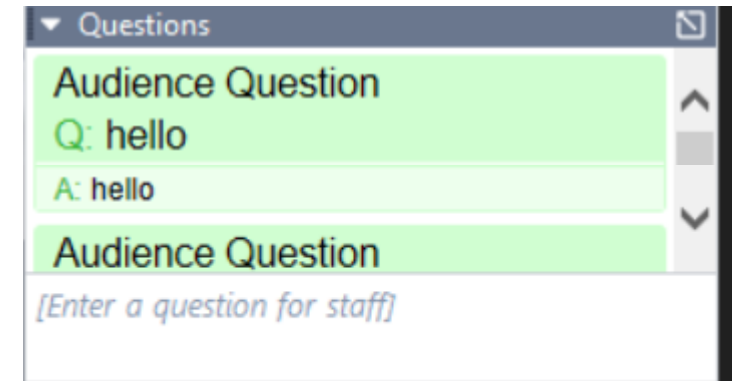 Questions
Audience Question
Q: hello
A: hello
Audience Question
[Enter a question for staff]